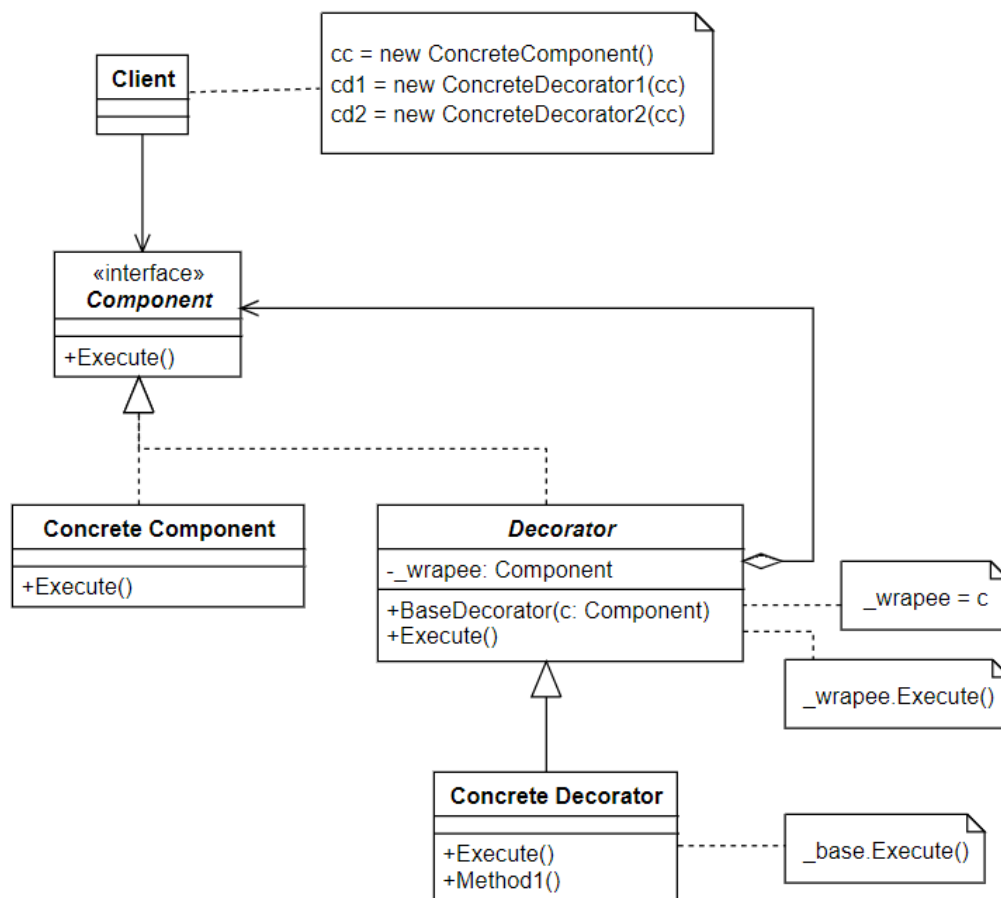 Client
cc = new ConcreteComponent()
cd1 = new ConcreteDecorator1(cc)
cd2 = new ConcreteDecorator2(cc)
«interface»
Component
+Execute()
Concrete Component
+Execute()
Decorator
-_wrapee: Component
+BaseDecorator(c: Component)
+Execute()
_wrapee = c
_wrapee.Execute()
Concrete Decorator
+Execute()
+Method1()
_base.Execute()